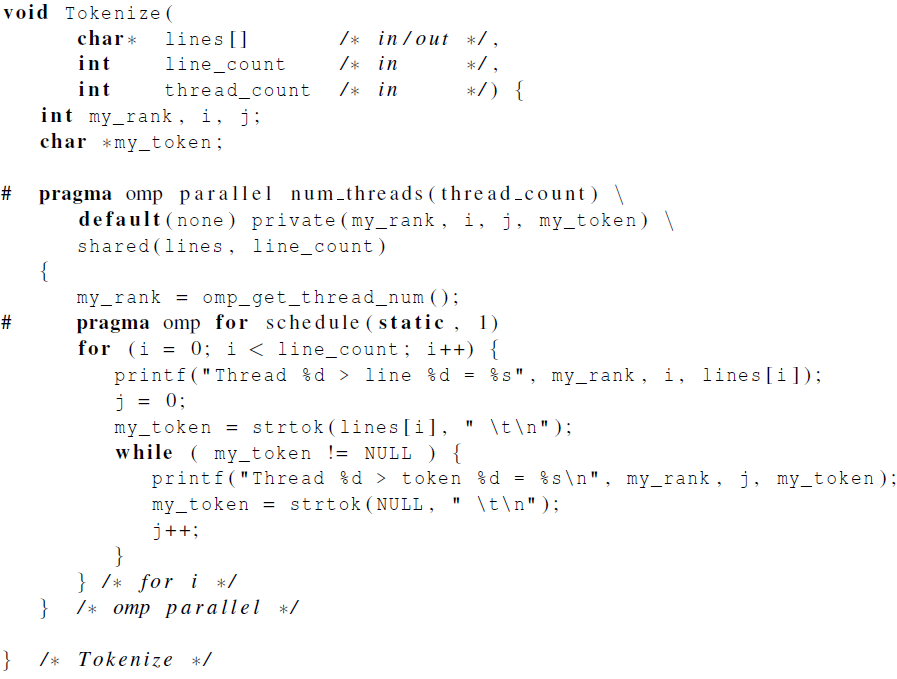 void Tokenize(
      char*  lines[]       /* in/out */,
      int    line_count    /* in     */,
      int    thread_count  /* in     */) {
   int my_rank, i, j;
   char *my_token;

#  pragma omp parallel num_threads(thread_count) \
      default(none) private(my_rank, i, j, my_token) \
      shared(lines, line_count)
   {
      my_rank = omp_get_thread_num();
#     pragma omp for schedule(static, 1)
      for (i = 0; i < line_count; i++) {
         printf("Thread %d > line %d = %s", my_rank, i, lines[i]);
         j = 0;
         my_token = strtok(lines[i], " \t\n");
         while ( my_token != NULL ) {
            printf("Thread %d > token %d = %s\n", my_rank, j, my_token);
            my_token = strtok(NULL, " \t\n");
            j++;
         }
      } /* for i */
   }  /* omp parallel */

}  /* Tokenize */